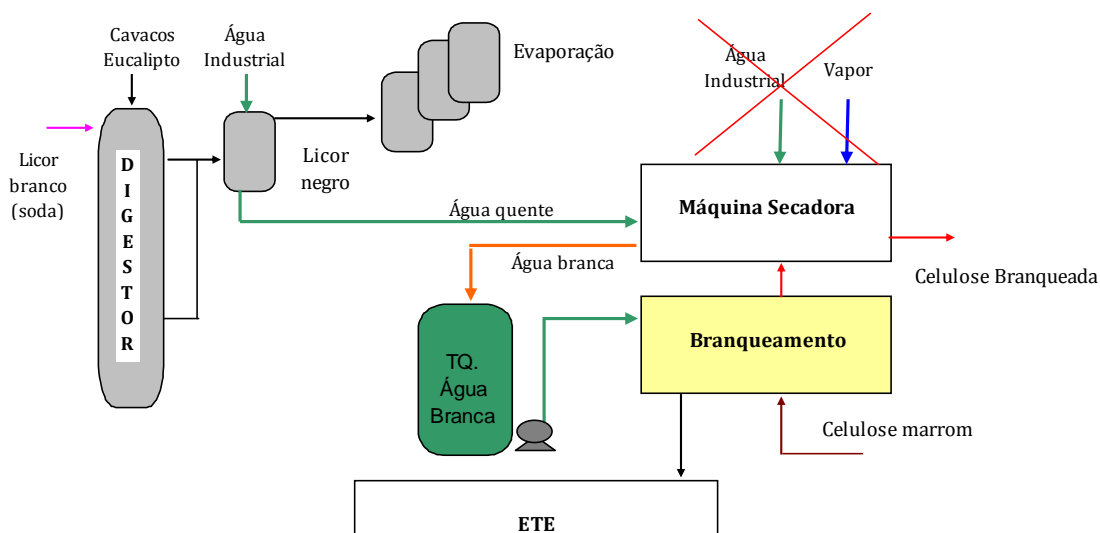 Cavacos
Eucalipto
Água
Industrial
Evaporação
Água
Industrial
Vapor
Licor
branco
(soda)
D
I
G
E
S
T
O
R
Licor
negro
Máquina Secadora
Água quente
Água branca
Celulose Branqueada
TQ.
Água
Branca
Branqueamento
Celulose marrom
ETE